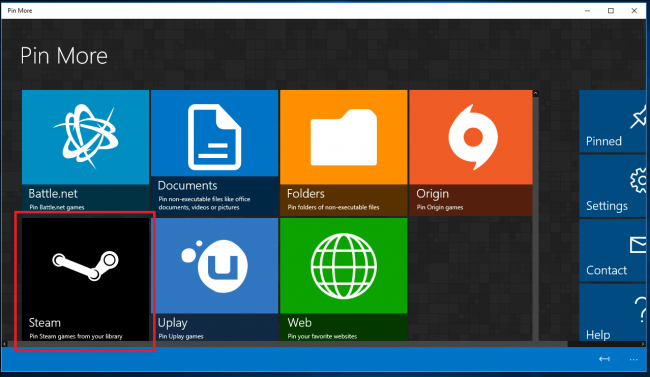 Pin More
Pin More
Battle.net
Pin Battle.net games
Documents
Pin non-executable files like office
documents, videos or pictures
Folders
Pin folders of non-executable files
Origin
Pin Origin games
Steam
Pin Steam games from your library
Uplay
Pin Uplay games
Web
Pin your favorite websites
Pinned
Settings
Contact
Help